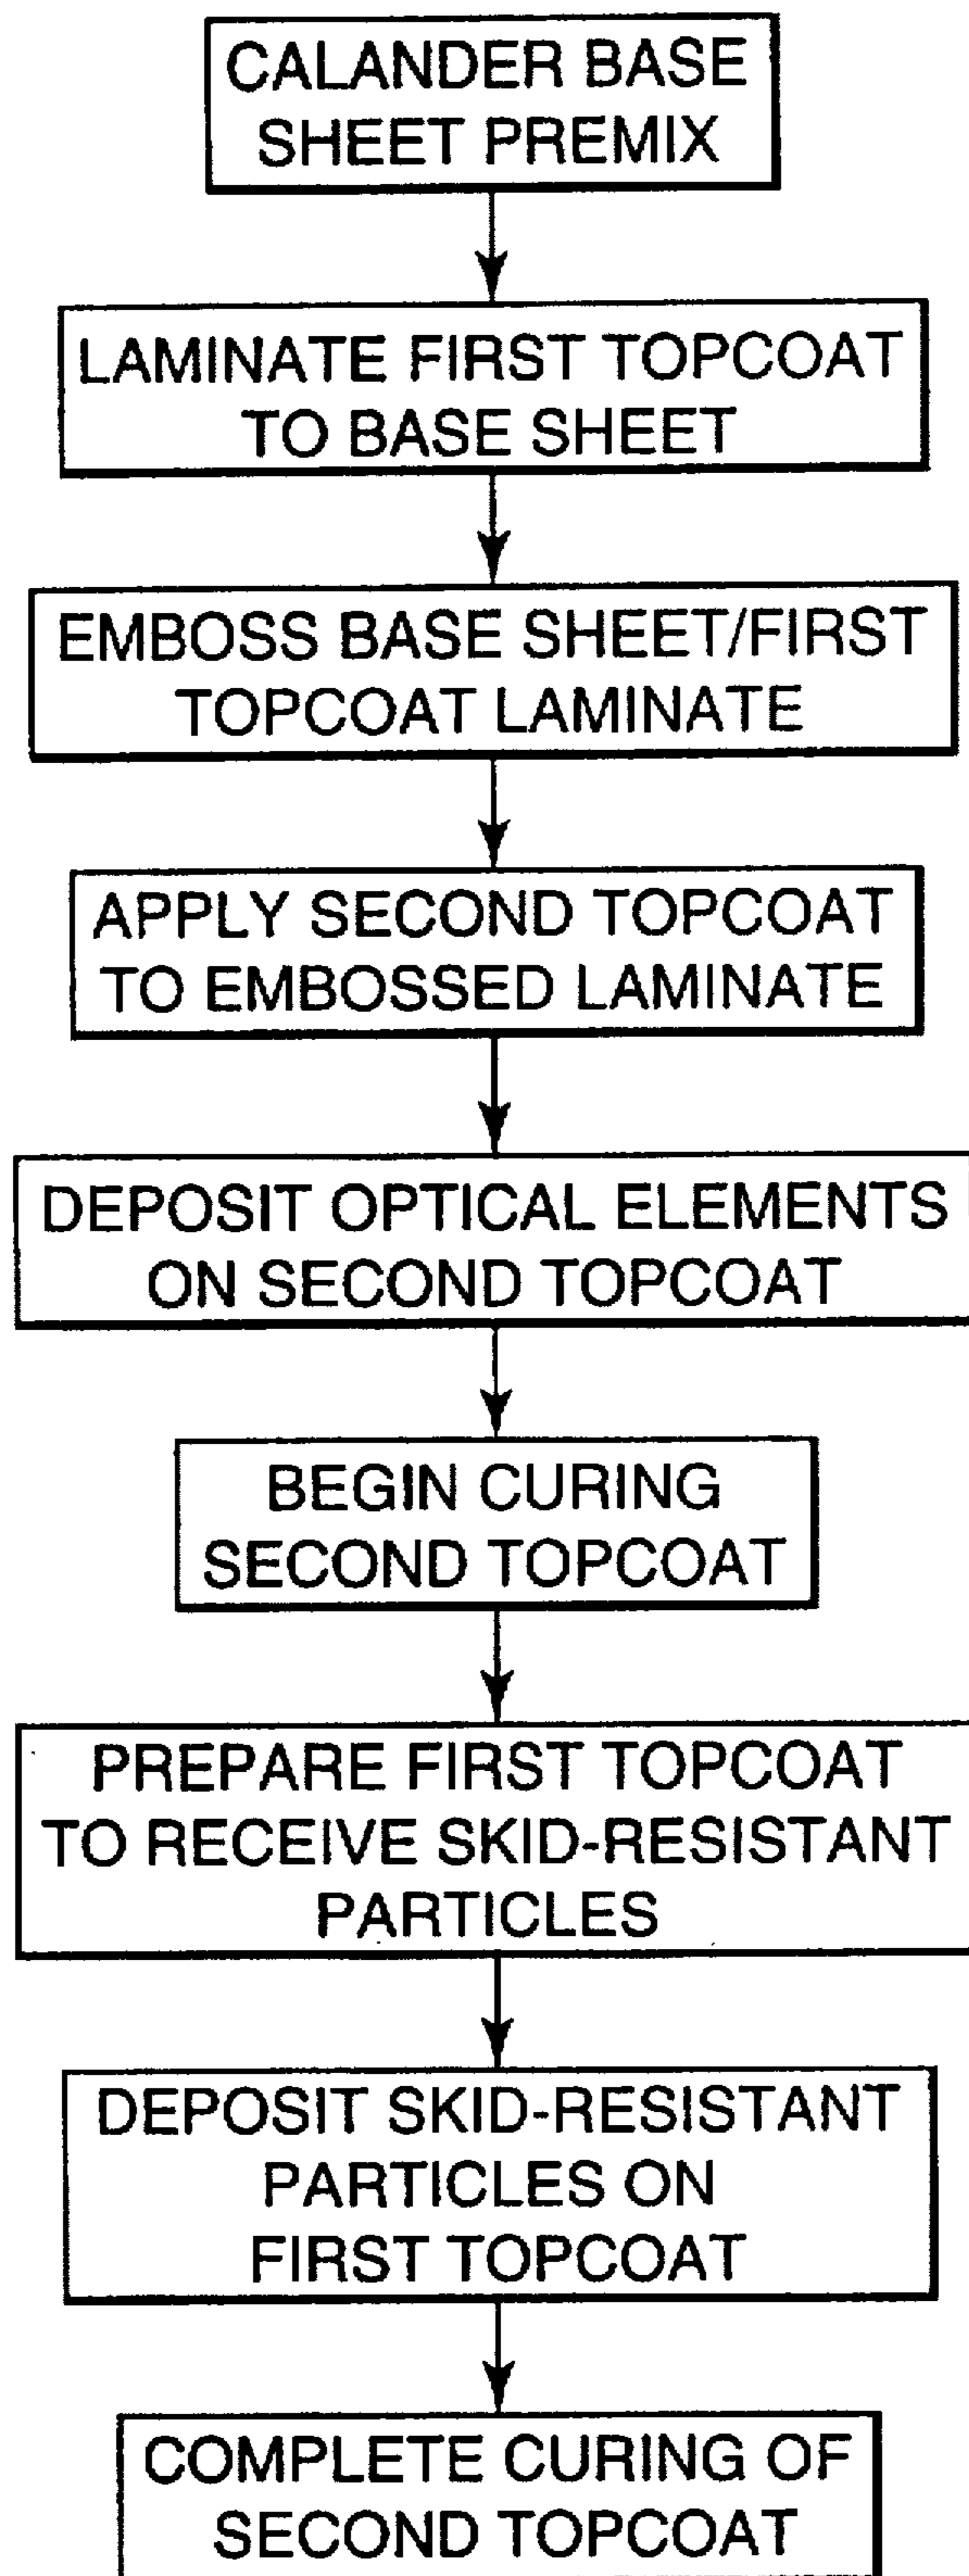 CALANDER BASE
SHEET PREMIX
LAMINATE FIRST TOPCOAT
TO BASE SHEET
EMBOSS BASE SHEET/FIRST
TOPCOAT LAMINATE
APPLY SECOND TOPCOAT
TO EMBOSSED LAMINATE
DEPOSIT OPTICAL ELEMENTS
ON SECOND TOPCOAT
BEGIN CURING
SECOND TOPCOAT
PREPARE FIRST TOPCOAT
TO RECEIVE SKID-RESISTANT
PARTICLES
DEPOSIT SKID-RESISTANT
PARTICLES ON
FIRST TOPCOAT
COMPLETE CURING OF
SECOND TOPCOAT